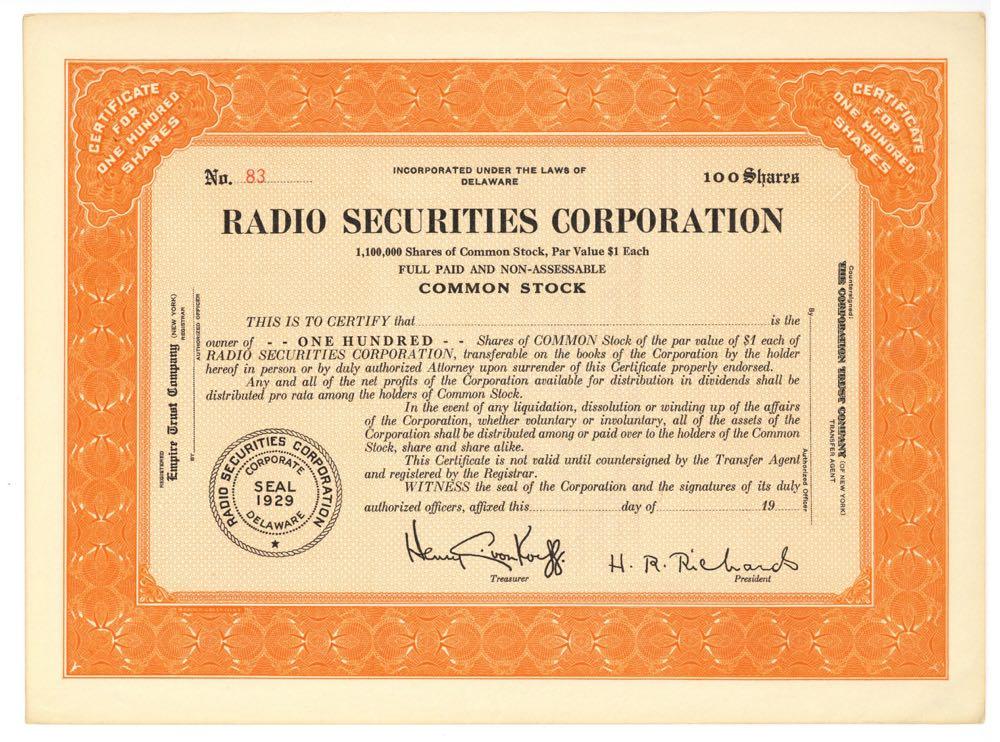 CERTIFICATE
FOR
ONE HUNDRED
SHARES
CERTIFICATE
FOR
ONE HUNDRED
SHARES
No. 83
INCORPORATED UNDER THE LAWS OF
DELAWARE
100 Shares
RADIO SECURITIES CORPORATION
1,100,000 Shares of Common Stock, Par Value $1 Each
FULL PAID AND NON-ASSESSABLE
COMMON STOCK
THIS IS TO CERTIFY that is the
owner of - - ONE HUNDRED - - Shares of COMMON Stock of the par value of $1 each of
RADIO SECURITIES CORPORATION, transferable on the books of the Corporation by the holder
hereof in person or by duly authorized Attorney upon surrender of this Certificate properly endorsed.
Any and all of the net profits of the Corporation available for distribution in dividends shall be
distributed pro rata among the holders of Common Stock.
In the event of any liquidation, dissolution or winding up of the affairs
of the Corporation, whether voluntary or involuntary, all of the assets of the
Corporation shall be distributed among or paid over to the holders of the Common
Stock, share and share alike.
This Certificate is not valid until countersigned by the Transfer Agent
and registered by the Registrar.
WITNESS the seal of the Corporation and the signatures of its duly
authorized officers, affixed this day of 19
H. R. Richards
Treasurer
President
RADIO SECURITIES CORPORATION
CORPORATE
SEAL
1929
DELAWARE
REGISTERED
Empire Trust Company (NEW YORK)
REGISTRAR
BY
AUTHORIZED OFFICER
Countersigned:
THE CORPORATION TRUST COMPANY (OF NEW YORK)
TRANSFER AGENT
By
Authorized Officer